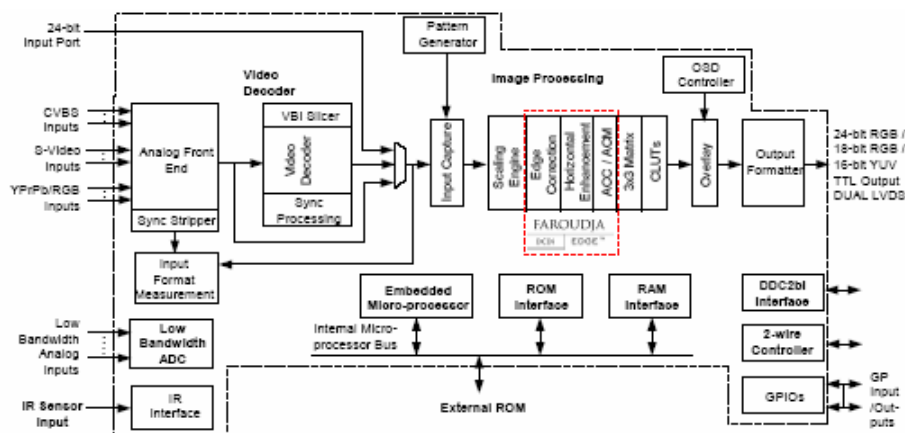 24-bit
Input Port
Pattern
Generator
OSD
Controller
Image Processing
Video
Decoder
CVBS
Inputs
S-Video
Inputs
YPrPb/RGB
Inputs
Analog Front
End
Sync Stripper
VBI Slicer
Video
Decoder
Sync
Processing
Input Capture
Scaling
Engine
Edge
Correction
Horizontal
Enhancement
ACC / ACM
3x3 Matrix
CLUTs
Overlay
Output
Formatter
24-bit RGB /
18-bit RGB /
16-bit YUV
TTL Output
DUAL LVDS
FAROUDJA
DCDi EDGE™
Input
Format
Measurement
Embedded
Micro-processor
ROM
Interface
RAM
Interface
DDC2bi
Interface
Internal Micro-
processor Bus
Low
Bandwidth
Analog
Inputs
Low
Bandwidth
ADC
2-wire
Controller
IR Sensor
Input
IR
Interface
External ROM
GPIOs
GP
Input
/Out-
puts